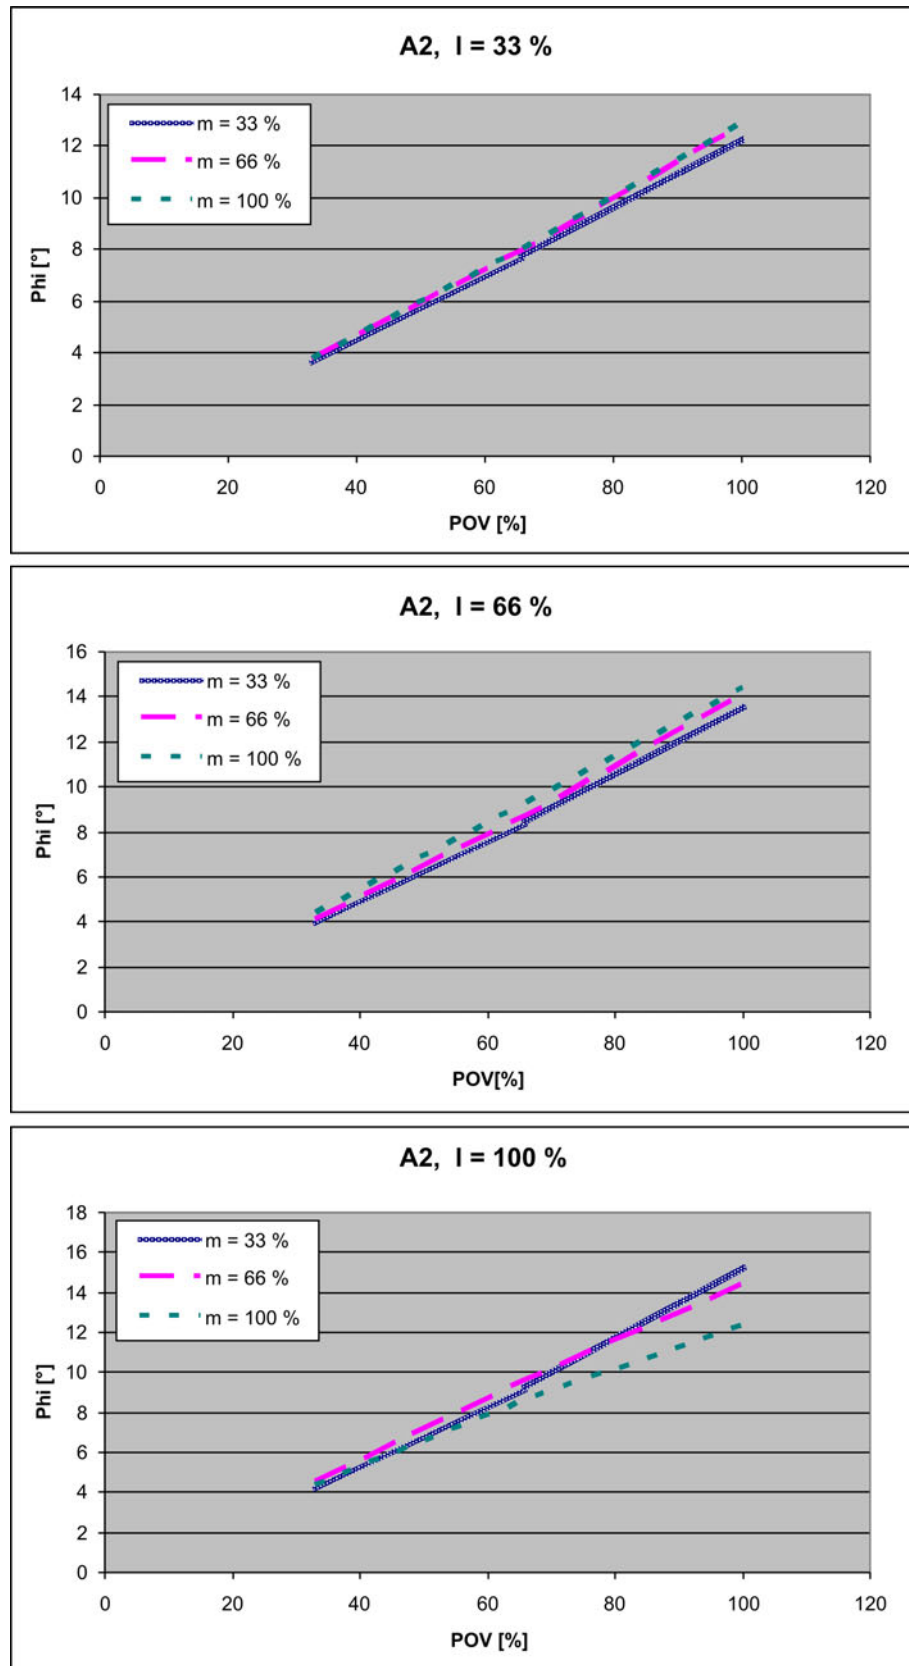 A2,  l = 33 %
14
12
10
8
6
4
2
0
Phi [°]
m = 33 %
m = 66 %
m = 100 %
0 20 40 60 80 100 120
POV [%]
A2,  l = 66 %
16
14
12
10
8
6
4
2
0
Phi [°]
m = 33 %
m = 66 %
m = 100 %
0 20 40 60 80 100 120
POV[%]
A2,  l = 100 %
18
16
14
12
10
8
6
4
2
0
Phi [°]
m = 33 %
m = 66 %
m = 100 %
0 20 40 60 80 100 120
POV [%]